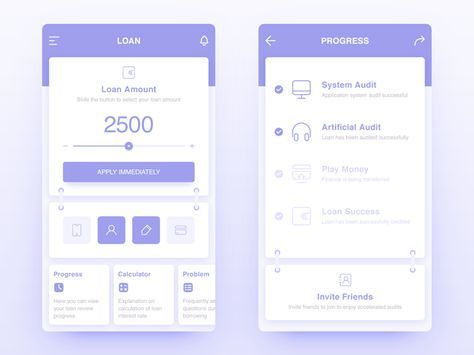 LOAN
Loan Amount
Slide the button to select your loan amount
2500
APPLY IMMEDIATELY
Progress
Here you can view
your loan review
progress
Calculator
Explanation on
calculation of loan
interest rate
Problem
Frequently as
questions duri
borrowing
PROGRESS
System Audit
Application system audit successful
Artificial Audit
Loan has been audited successfully
Play Money
Finance is being transferred
Loan Success
Loan has been successfully credited
Invite Friends
Invite friends to join to enjoy accelerated audits